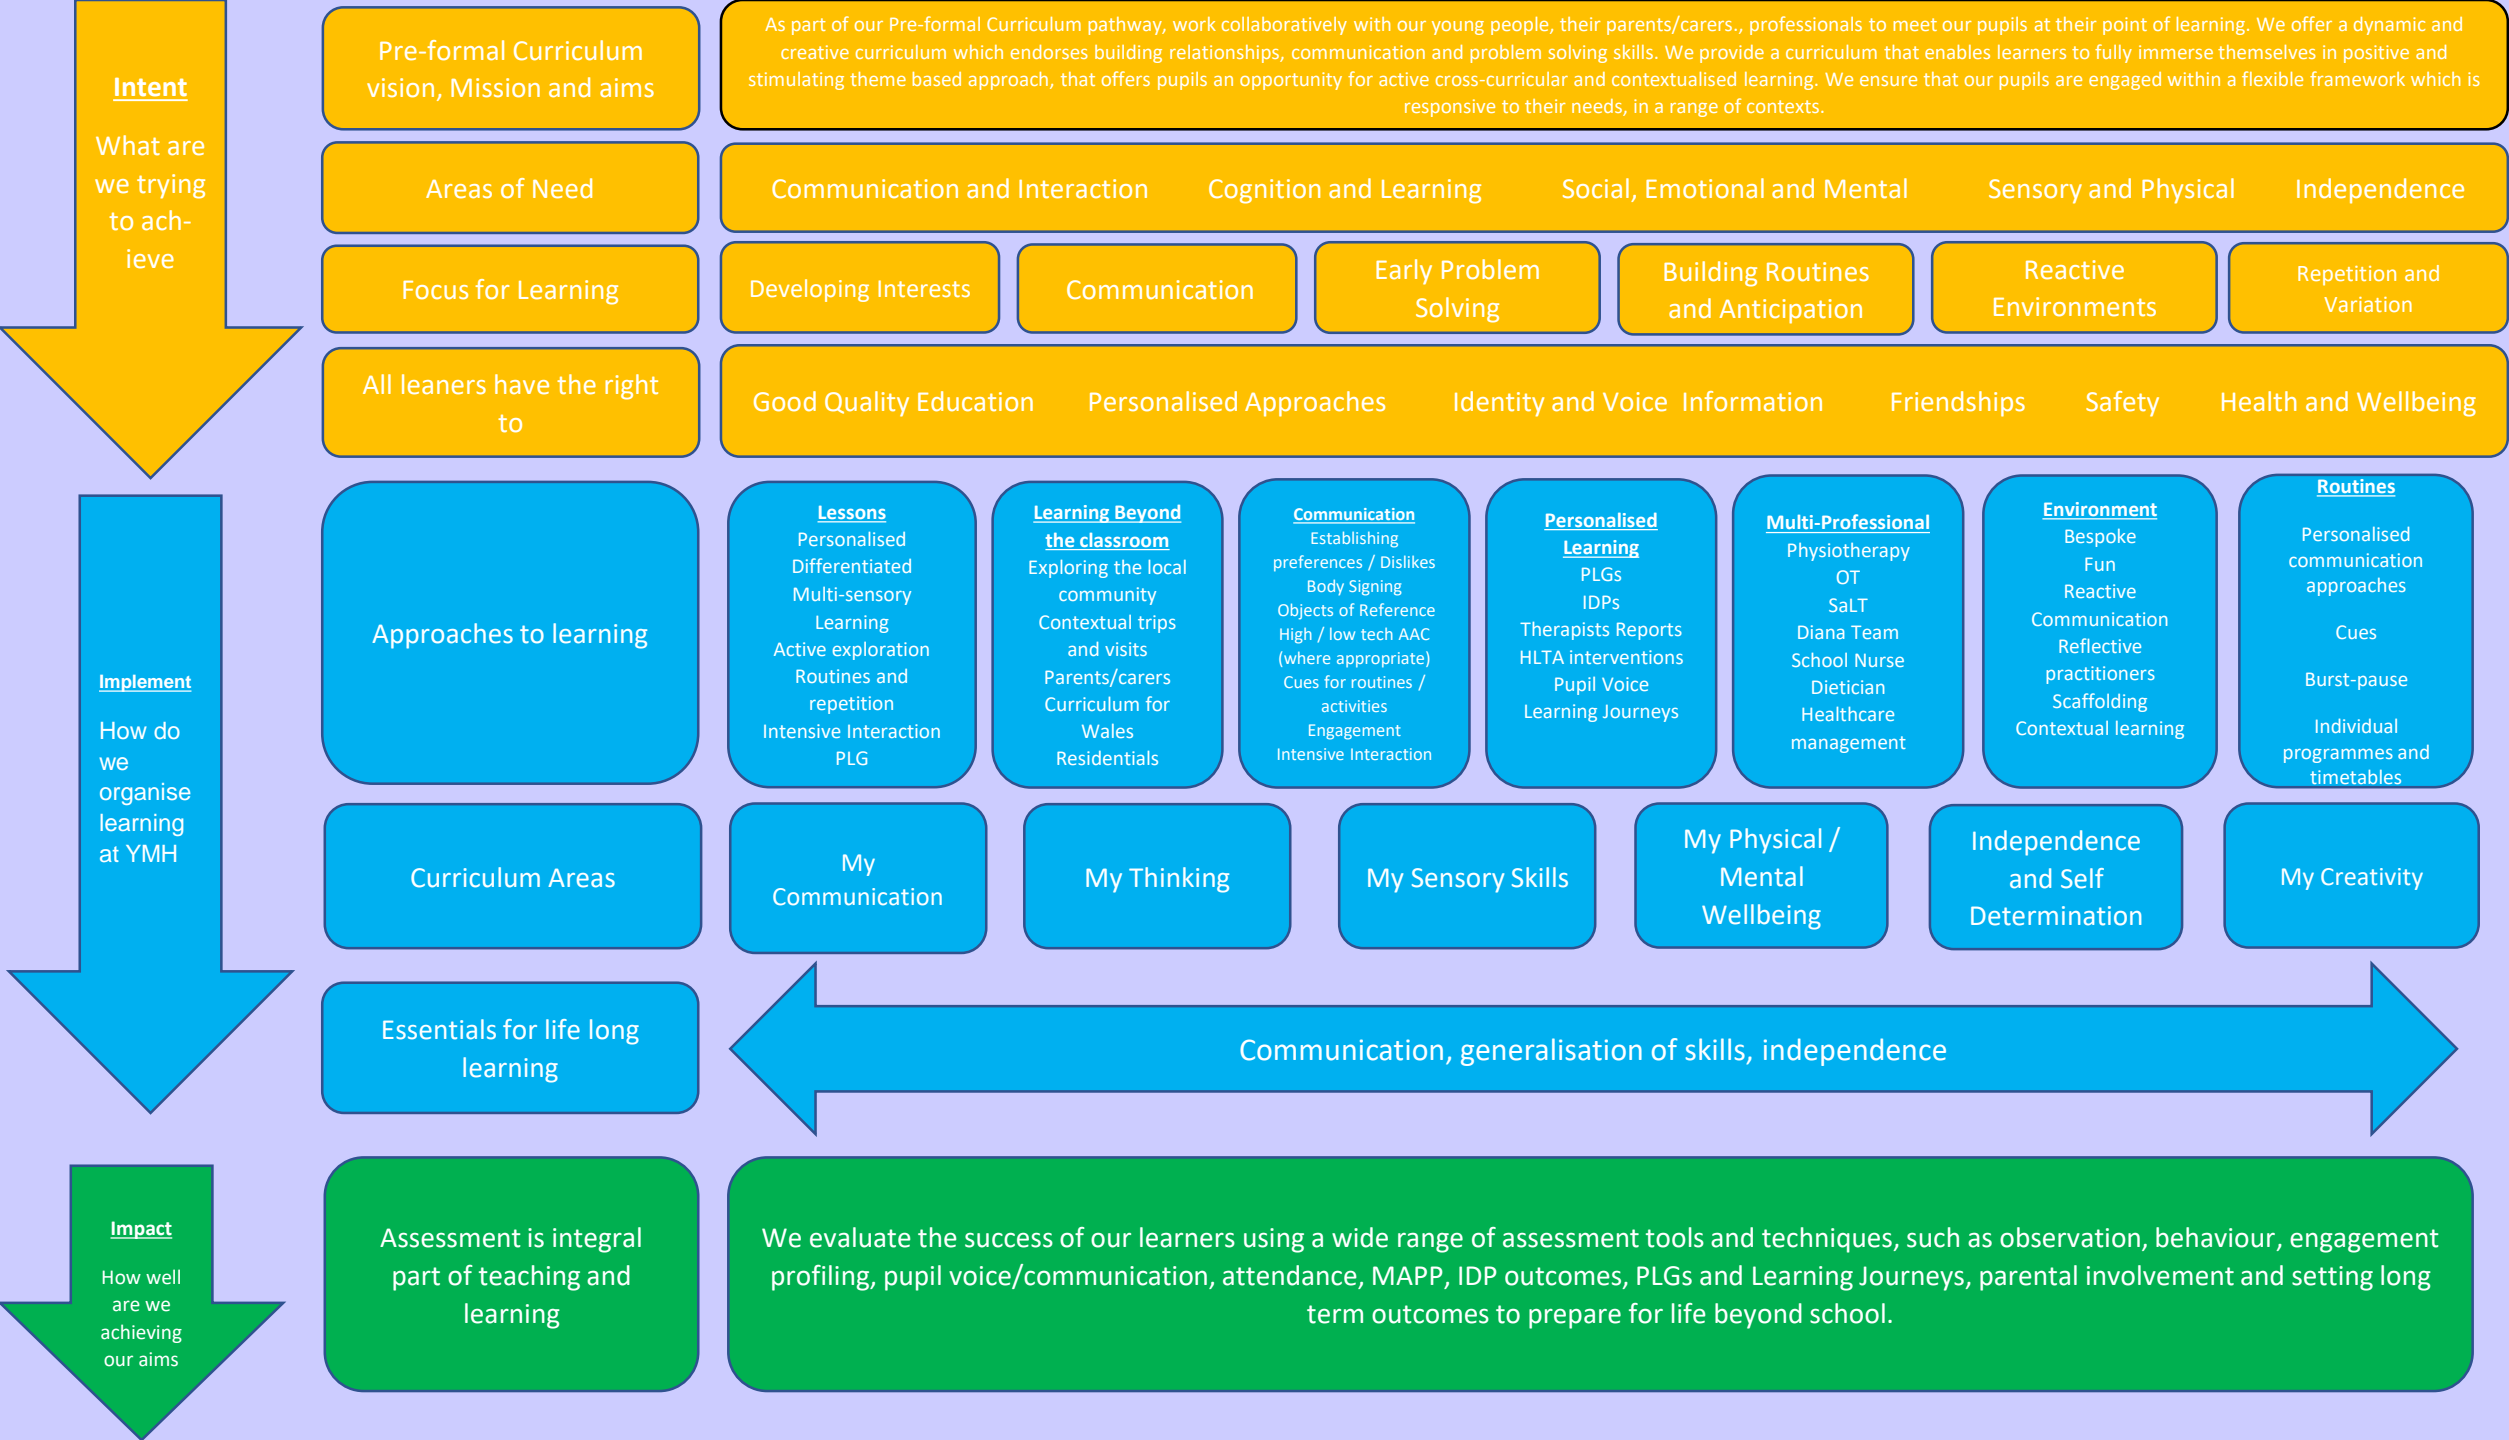 Intent
What are
we trying
to ach-
ieve
Pre-formal Curriculum
vision, Mission and aims
As part of our Pre-formal Curriculum pathway, work collaboratively with our young people, their parents/carers., professionals to meet our pupils at their point of learning. We offer a dynamic and
creative curriculum which endorses building relationships, communication and problem solving skills. We provide a curriculum that enables learners to fully immerse themselves in positive and
stimulating theme based approach, that offers pupils an opportunity for active cross-curricular and contextualised learning. We ensure that our pupils are engaged within a flexible framework which is
responsive to their needs, in a range of contexts.
Areas of Need
Communication and Interaction Cognition and Learning Social, Emotional and Mental Sensory and Physical Independence
Focus for Learning
Developing Interests
Communication
Early Problem
Solving
Building Routines
and Anticipation
Reactive
Environments
Repetition and
Variation
All leaners have the right
to
Good Quality Education Personalised Approaches Identity and Voice Information Friendships Safety Health and Wellbeing
Implement
How do
we
organise
learning
at YMH
Approaches to learning
Lessons
Personalised
Differentiated
Multi-sensory
Learning
Active exploration
Routines and
repetition
Intensive Interaction
PLG
Learning Beyond
the classroom
Exploring the local
community
Contextual trips
and visits
Parents/carers
Curriculum for
Wales
Residentials
Communication
Establishing
preferences / Dislikes
Body Signing
Objects of Reference
High / low tech AAC
(where appropriate)
Cues for routines /
activities
Engagement
Intensive Interaction
Personalised
Learning
PLGs
IDPs
Therapists Reports
HLTA interventions
Pupil Voice
Learning Journeys
Multi-Professional
Physiotherapy
OT
SaLT
Diana Team
School Nurse
Dietician
Healthcare
management
Environment
Bespoke
Fun
Reactive
Communication
Reflective
practitioners
Scaffolding
Contextual learning
Routines
Personalised
communication
approaches
Cues
Burst-pause
Individual
programmes and
timetables
Curriculum Areas
My
Communication
My Thinking
My Sensory Skills
My Physical /
Mental
Wellbeing
Independence
and Self
Determination
My Creativity
Essentials for life long
learning
Communication, generalisation of skills, independence
Impact
How well
are we
achieving
our aims
Assessment is integral
part of teaching and
learning
We evaluate the success of our learners using a wide range of assessment tools and techniques, such as observation, behaviour, engagement
profiling, pupil voice/communication, attendance, MAPP, IDP outcomes, PLGs and Learning Journeys, parental involvement and setting long
term outcomes to prepare for life beyond school.